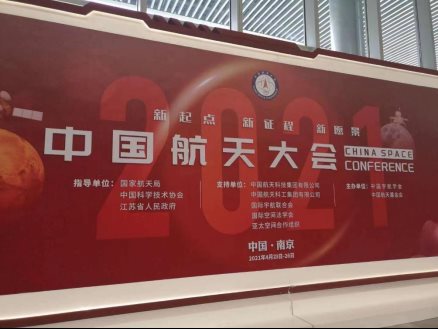 2021
新起点 新征程 新愿景
中国航天大会 CHINA SPACE CONFERENCE
指导单位： 国家航天局
中国科学技术协会
江苏省人民政府
支持单位： 中国航天科技集团有限公司
中国航天科工集团有限公司
国际宇航联合会
国际空间法学会
亚太空间合作组织
主办单位： 中国宇航学会
中国航天基金会
中国·南京